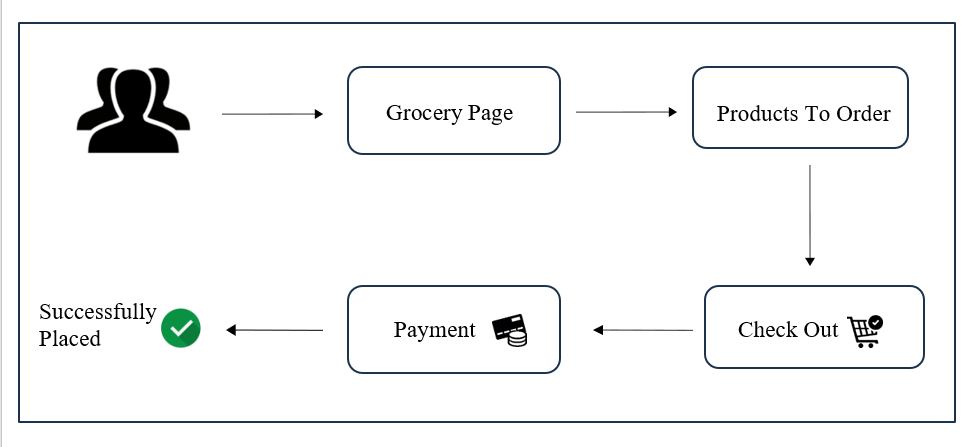 Grocery Page
Products To Order
Successfully
Placed
Payment
Check Out